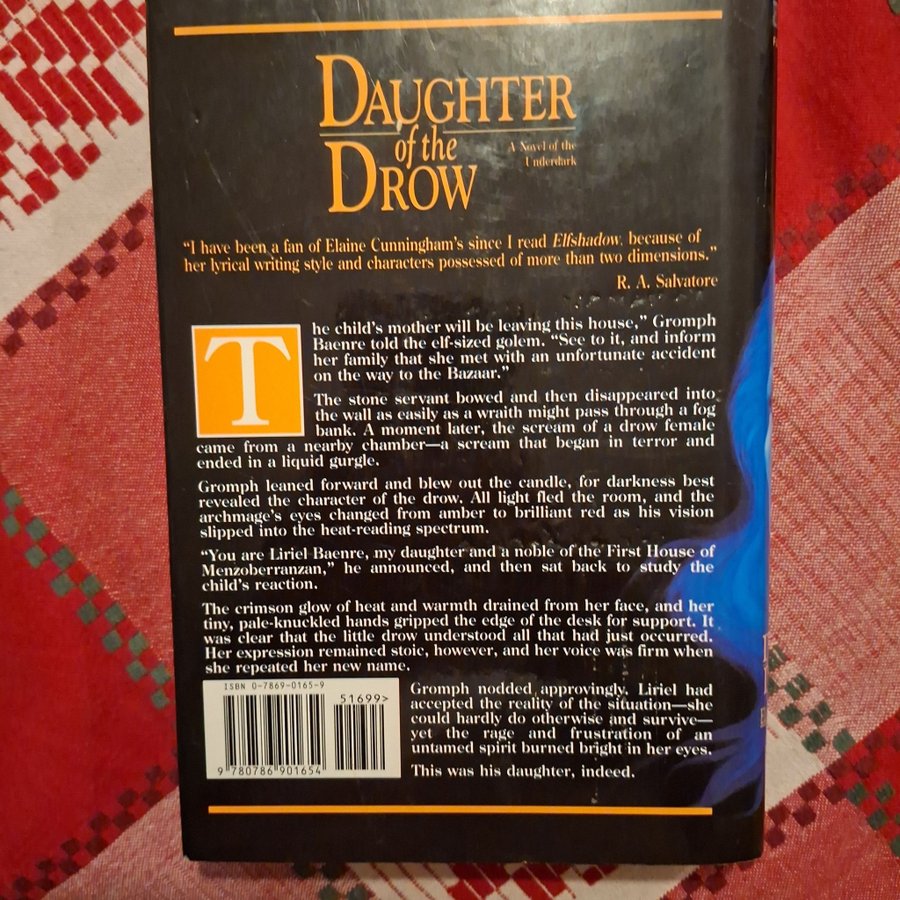 DAUGHTER
of the
DROW
A Novel of the
Underdark
“I have been a fan of Elaine Cunningham’s since I read Elfshadow, because of
her lyrical writing style and characters possessed of more than two dimensions.”
R. A. Salvatore
The child’s mother will be leaving this house,” Gromph
Baenre told the elf-sized golem. “See to it, and inform
her family that she met with an unfortunate accident
on the way to the Bazaar.”
The stone servant bowed and then disappeared into
the wall as easily as a wraith might pass through a fog
bank. A moment later, the scream of a drow female
came from a nearby chamber—a scream that began in terror and
ended in a liquid gurgle.
Gromph leaned forward and blew out the candle, for darkness best
revealed the character of the drow. All light fled the room, and the
archmage’s eyes changed from amber to brilliant red as his vision
slipped into the heat-reading spectrum.
“You are Liriel Baenre, my daughter and a noble of the First House of
Menzoberranzan,” he announced, and then sat back to study the
child’s reaction.
The crimson glow of heat and warmth drained from her face, and her
tiny, pale-knuckled hands gripped the edge of the desk for support. It
was clear that the little drow understood all that had just occurred.
Her expression remained stoic, however, and her voice was firm when
she repeated her new name.
Gromph nodded approvingly. Liriel had
accepted the reality of the situation—she
could hardly do otherwise and survive—
yet the rage and frustration of an
untamed spirit burned bright in her eyes.
This was his daughter, indeed.
ISBN 0-7869-0165-9
51699>
9 780786 901654